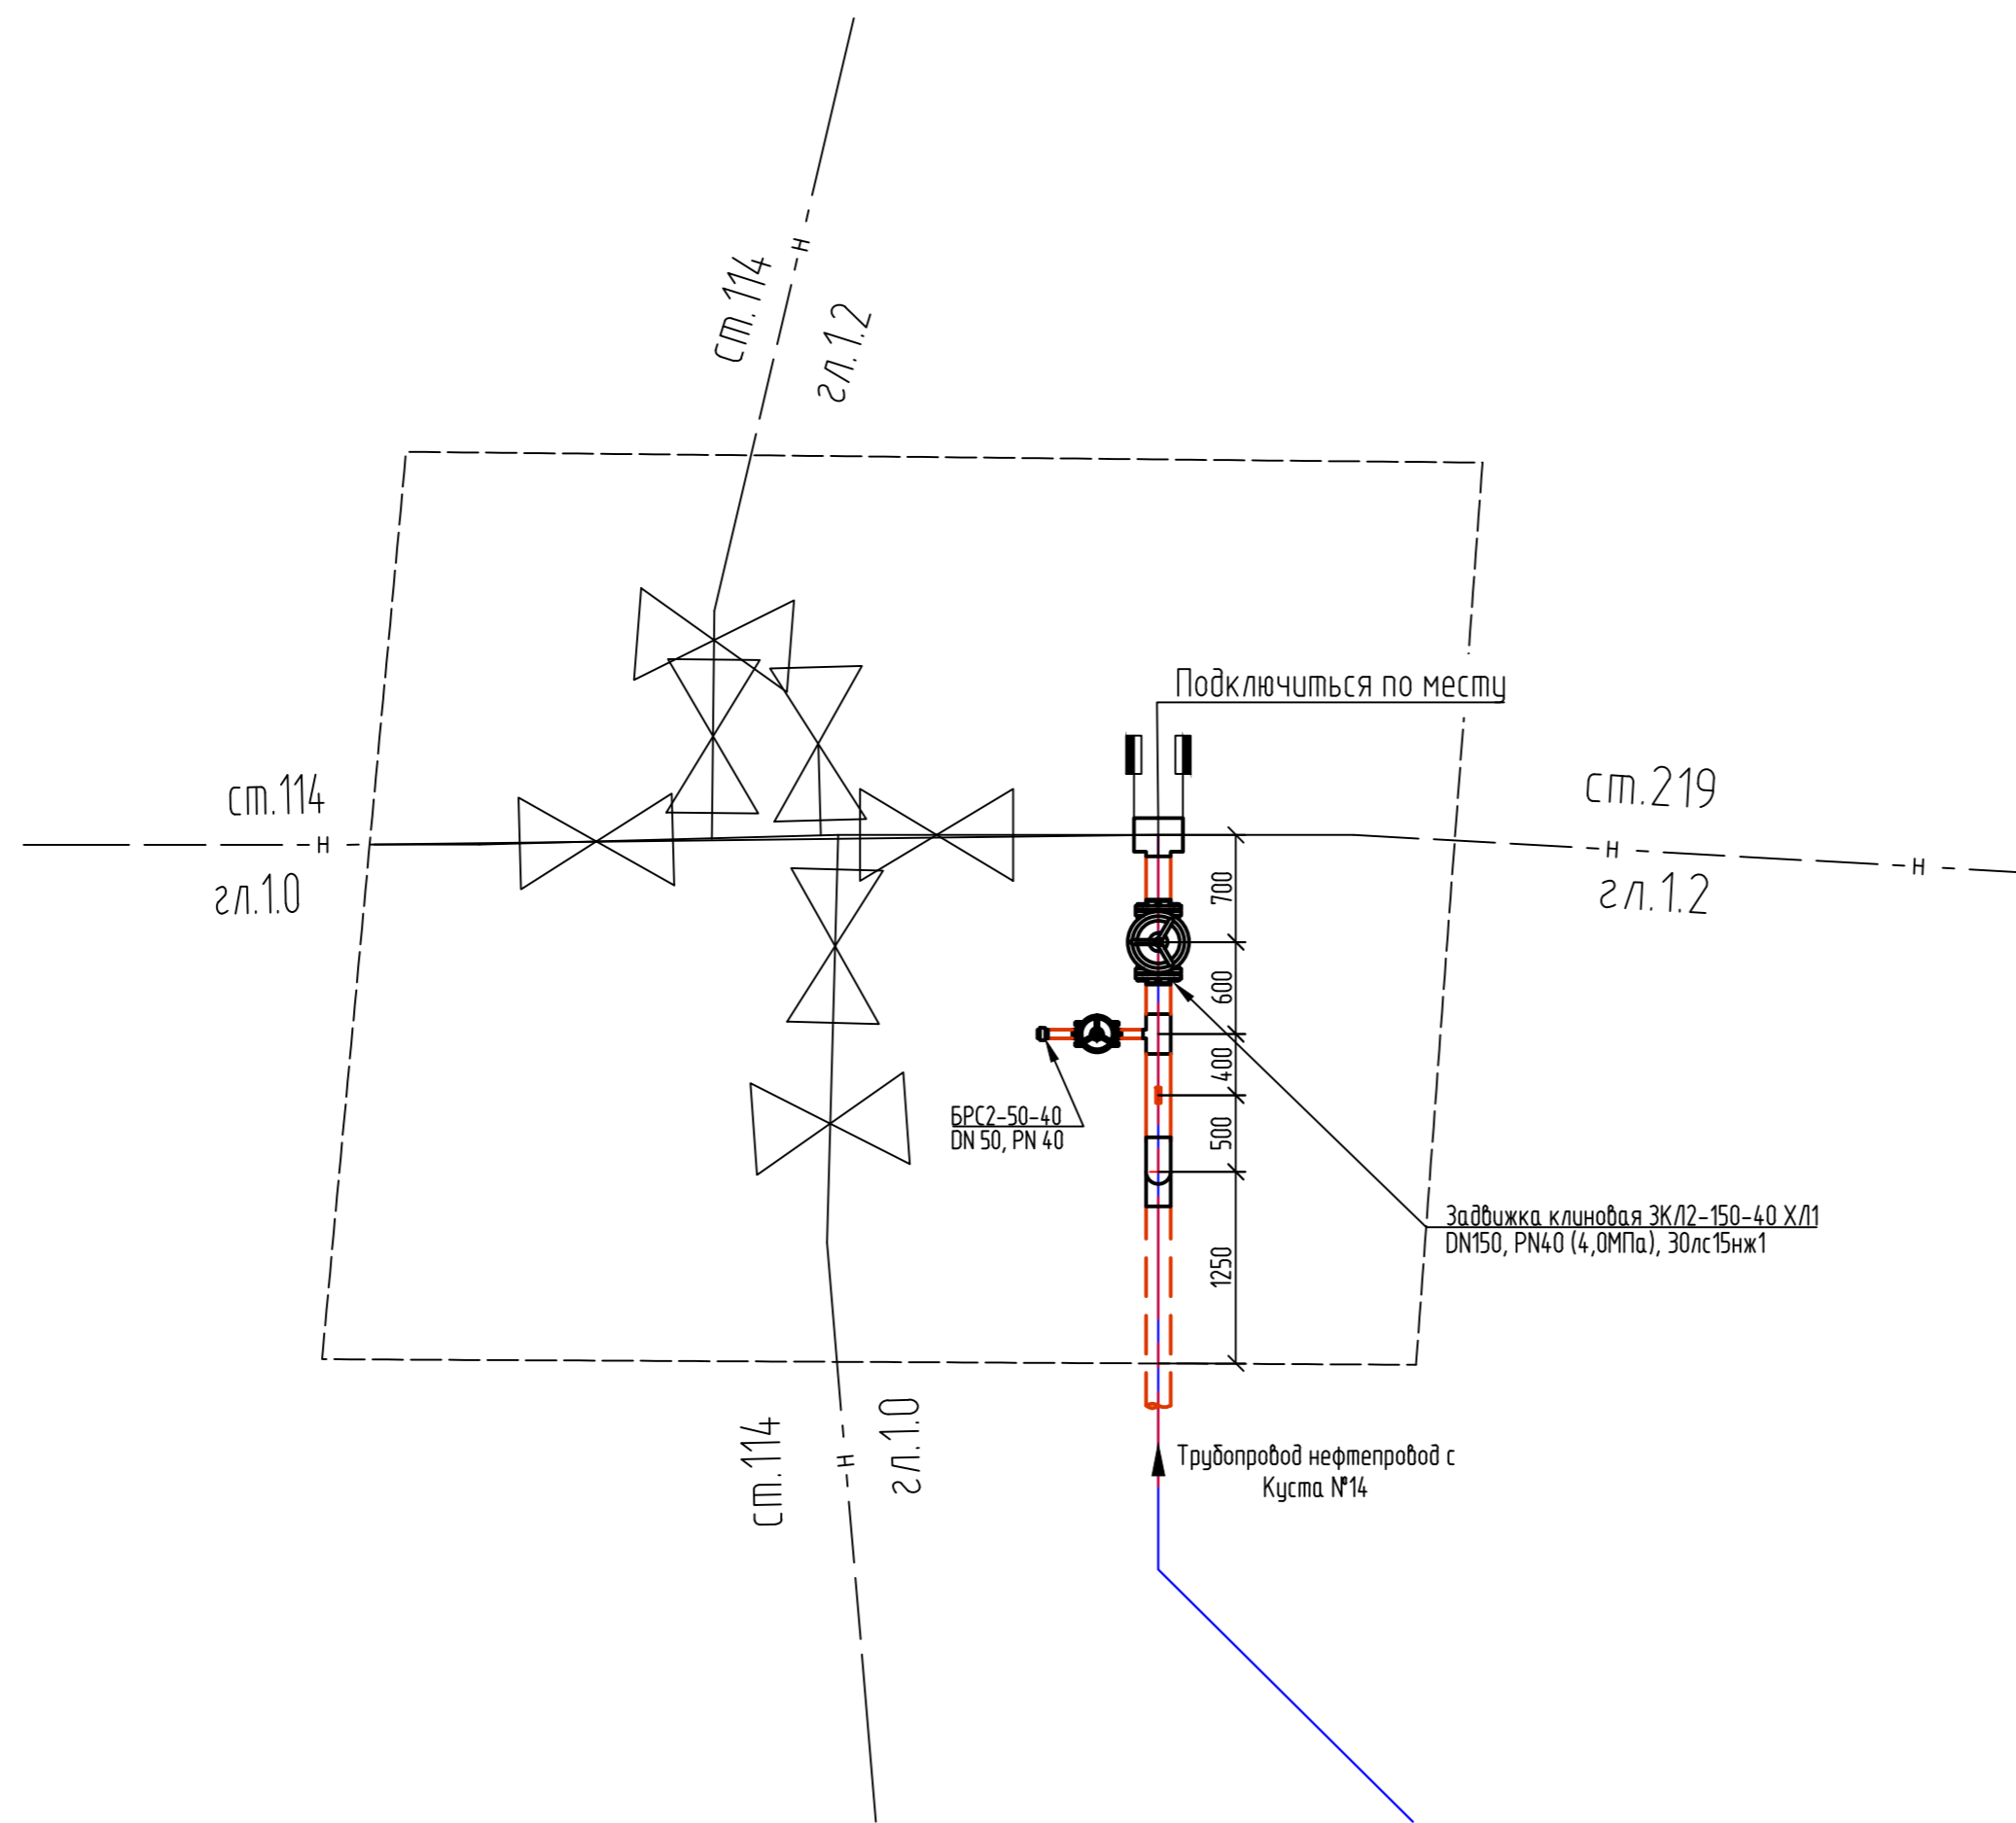 ст.114
н
гл.1.2
Подключиться по месту
ст.114
н
гл.1.0
ст.219
н
н
гл.1.2
700
600
400
500
1250
БРС2-50-40
DN 50, PN 40
Задвижка клиновая ЗКЛ2-150-40 ХЛ1
DN150, PN40 (4,0МПа), 30лс15нж1
ст.114
н
гл.1.0
Трубопровод нефтепровод с
Куста №14